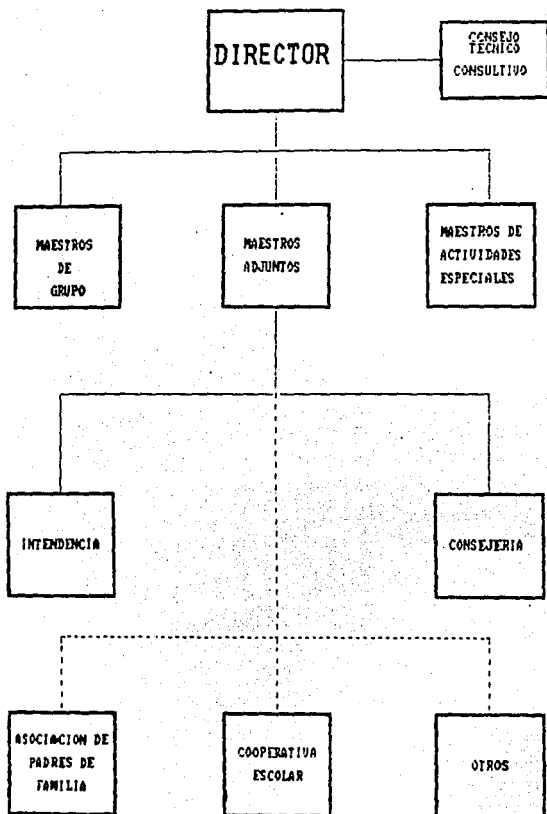 DIRECTOR
CONSEJO
TECNICO
CONSULTIVO
MAESTROS
DE
GRUPO
MAESTROS
ADJUNTOS
MAESTROS DE
ACTIVIDADES
ESPECIALES
INTENDENCIA
CONSEJERIA
ASOCIACION DE
PADRES DE
FAMILIA
COOPERATIVA
ESCOLAR
OTROS